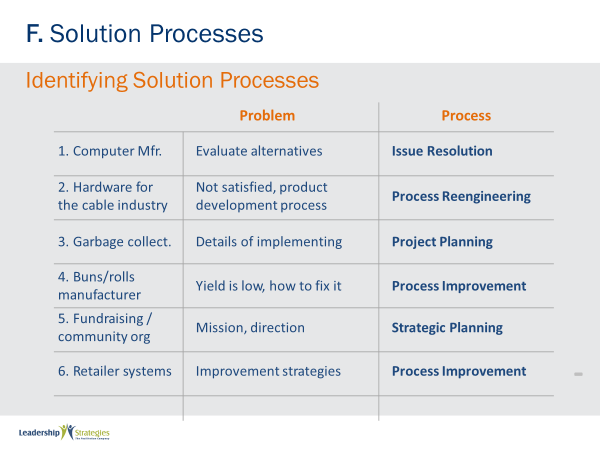 F. Solution Processes
Identifying Solution Processes
Problem Process
1. Computer Mfr. Evaluate alternatives Issue Resolution
2. Hardware for
the cable industry
Not satisfied, product
development process
Process Reengineering
3. Garbage collect. Details of implementing Project Planning
4. Buns/rolls
manufacturer
Yield is low, how to fix it
Process Improvement
5. Fundraising /
community org
Mission, direction
Strategic Planning
6. Retailer systems Improvement strategies Process Improvement
Leadership Strategies